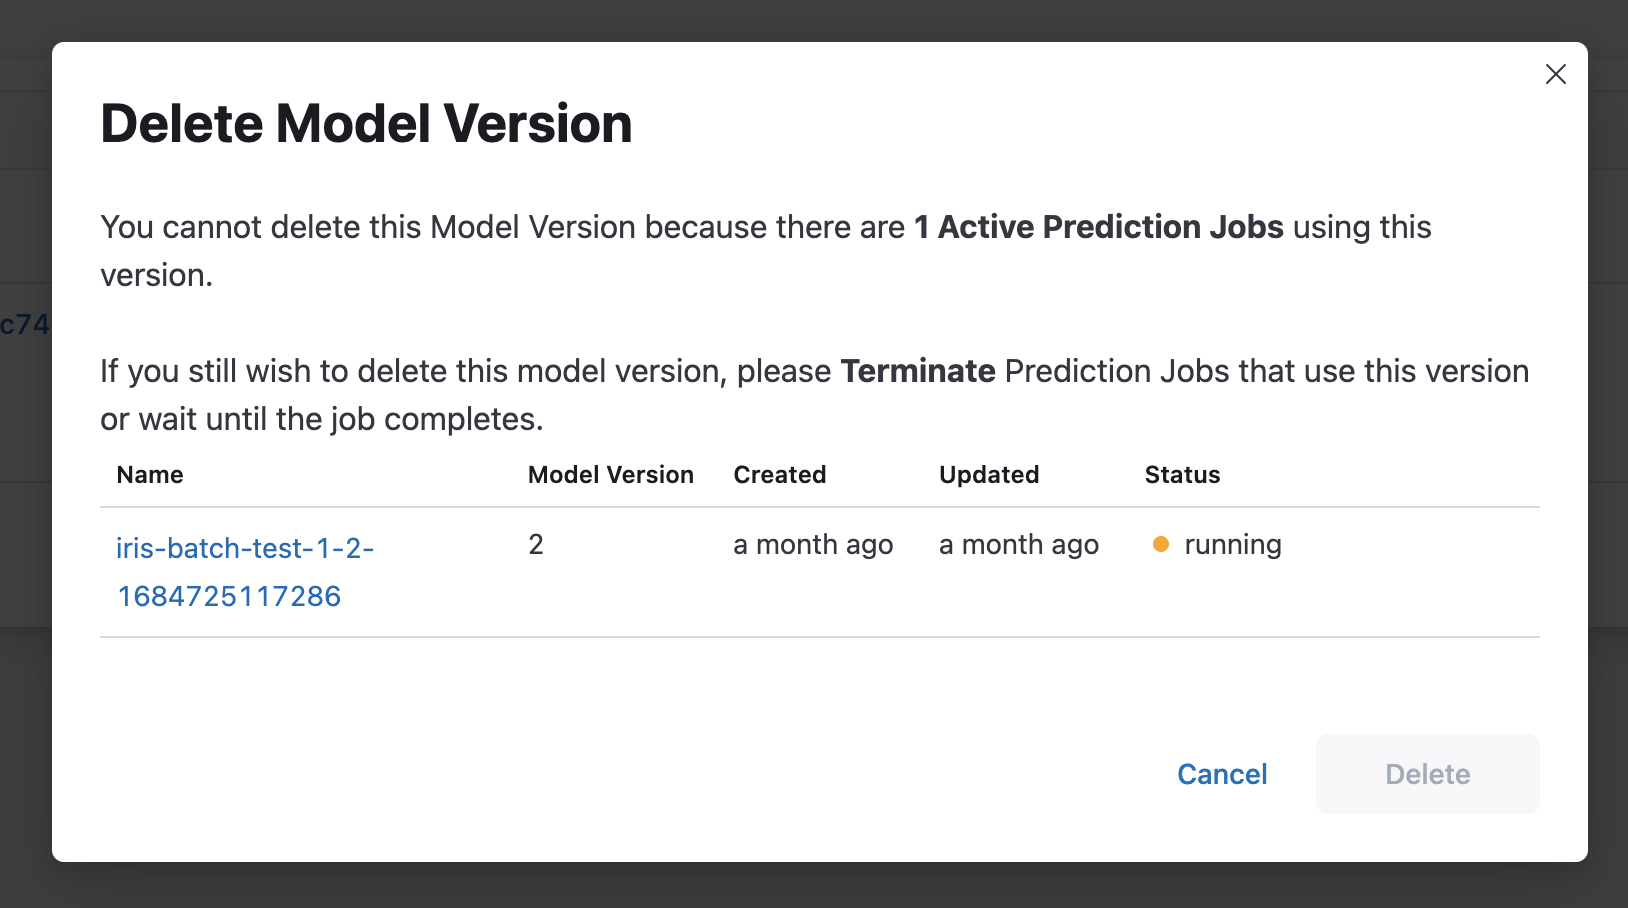 Delete Model Version
You cannot delete this Model Version because there are 1 Active Prediction Jobs using this
version.
c74
If you still wish to delete this model version, please Terminate Prediction Jobs that use this version
or wait until the job completes.
Name Model Version Created Updated Status
iris-batch-test-1-2- 2 a month ago a month ago running
1684725117286
Cancel Delete